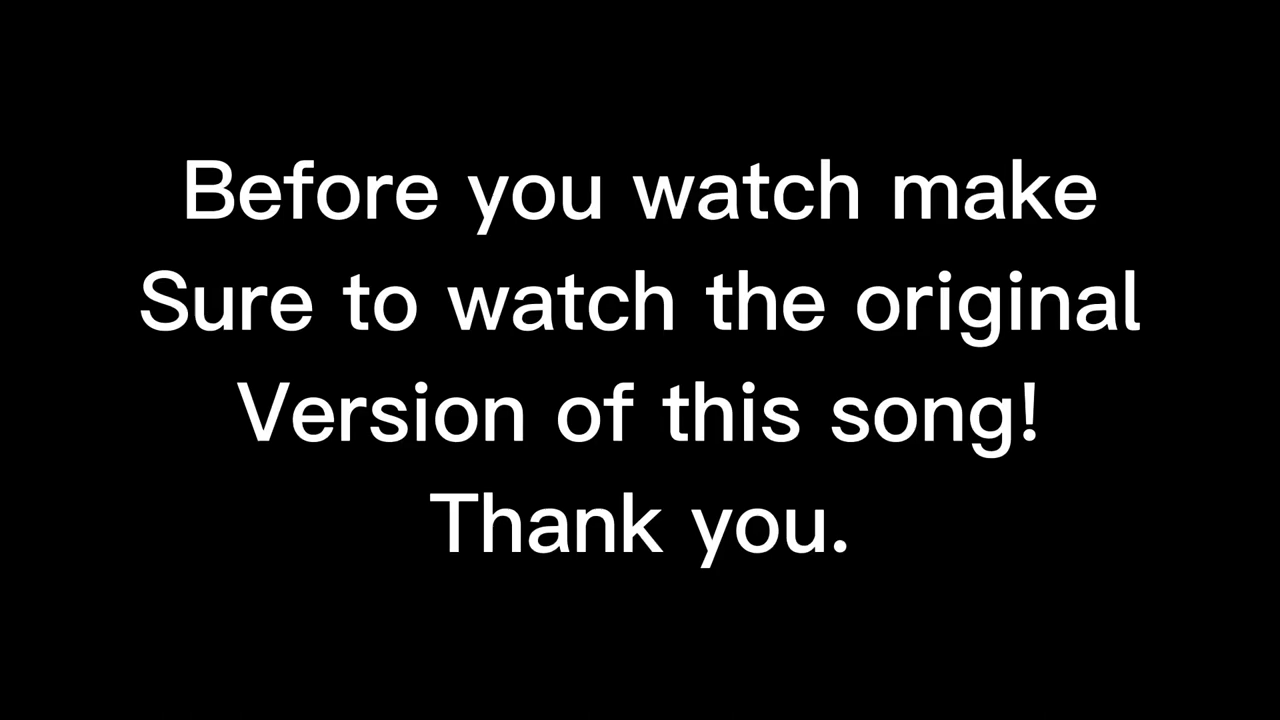 Before you watch make
Sure to watch the original
Version of this song!
Thank you.